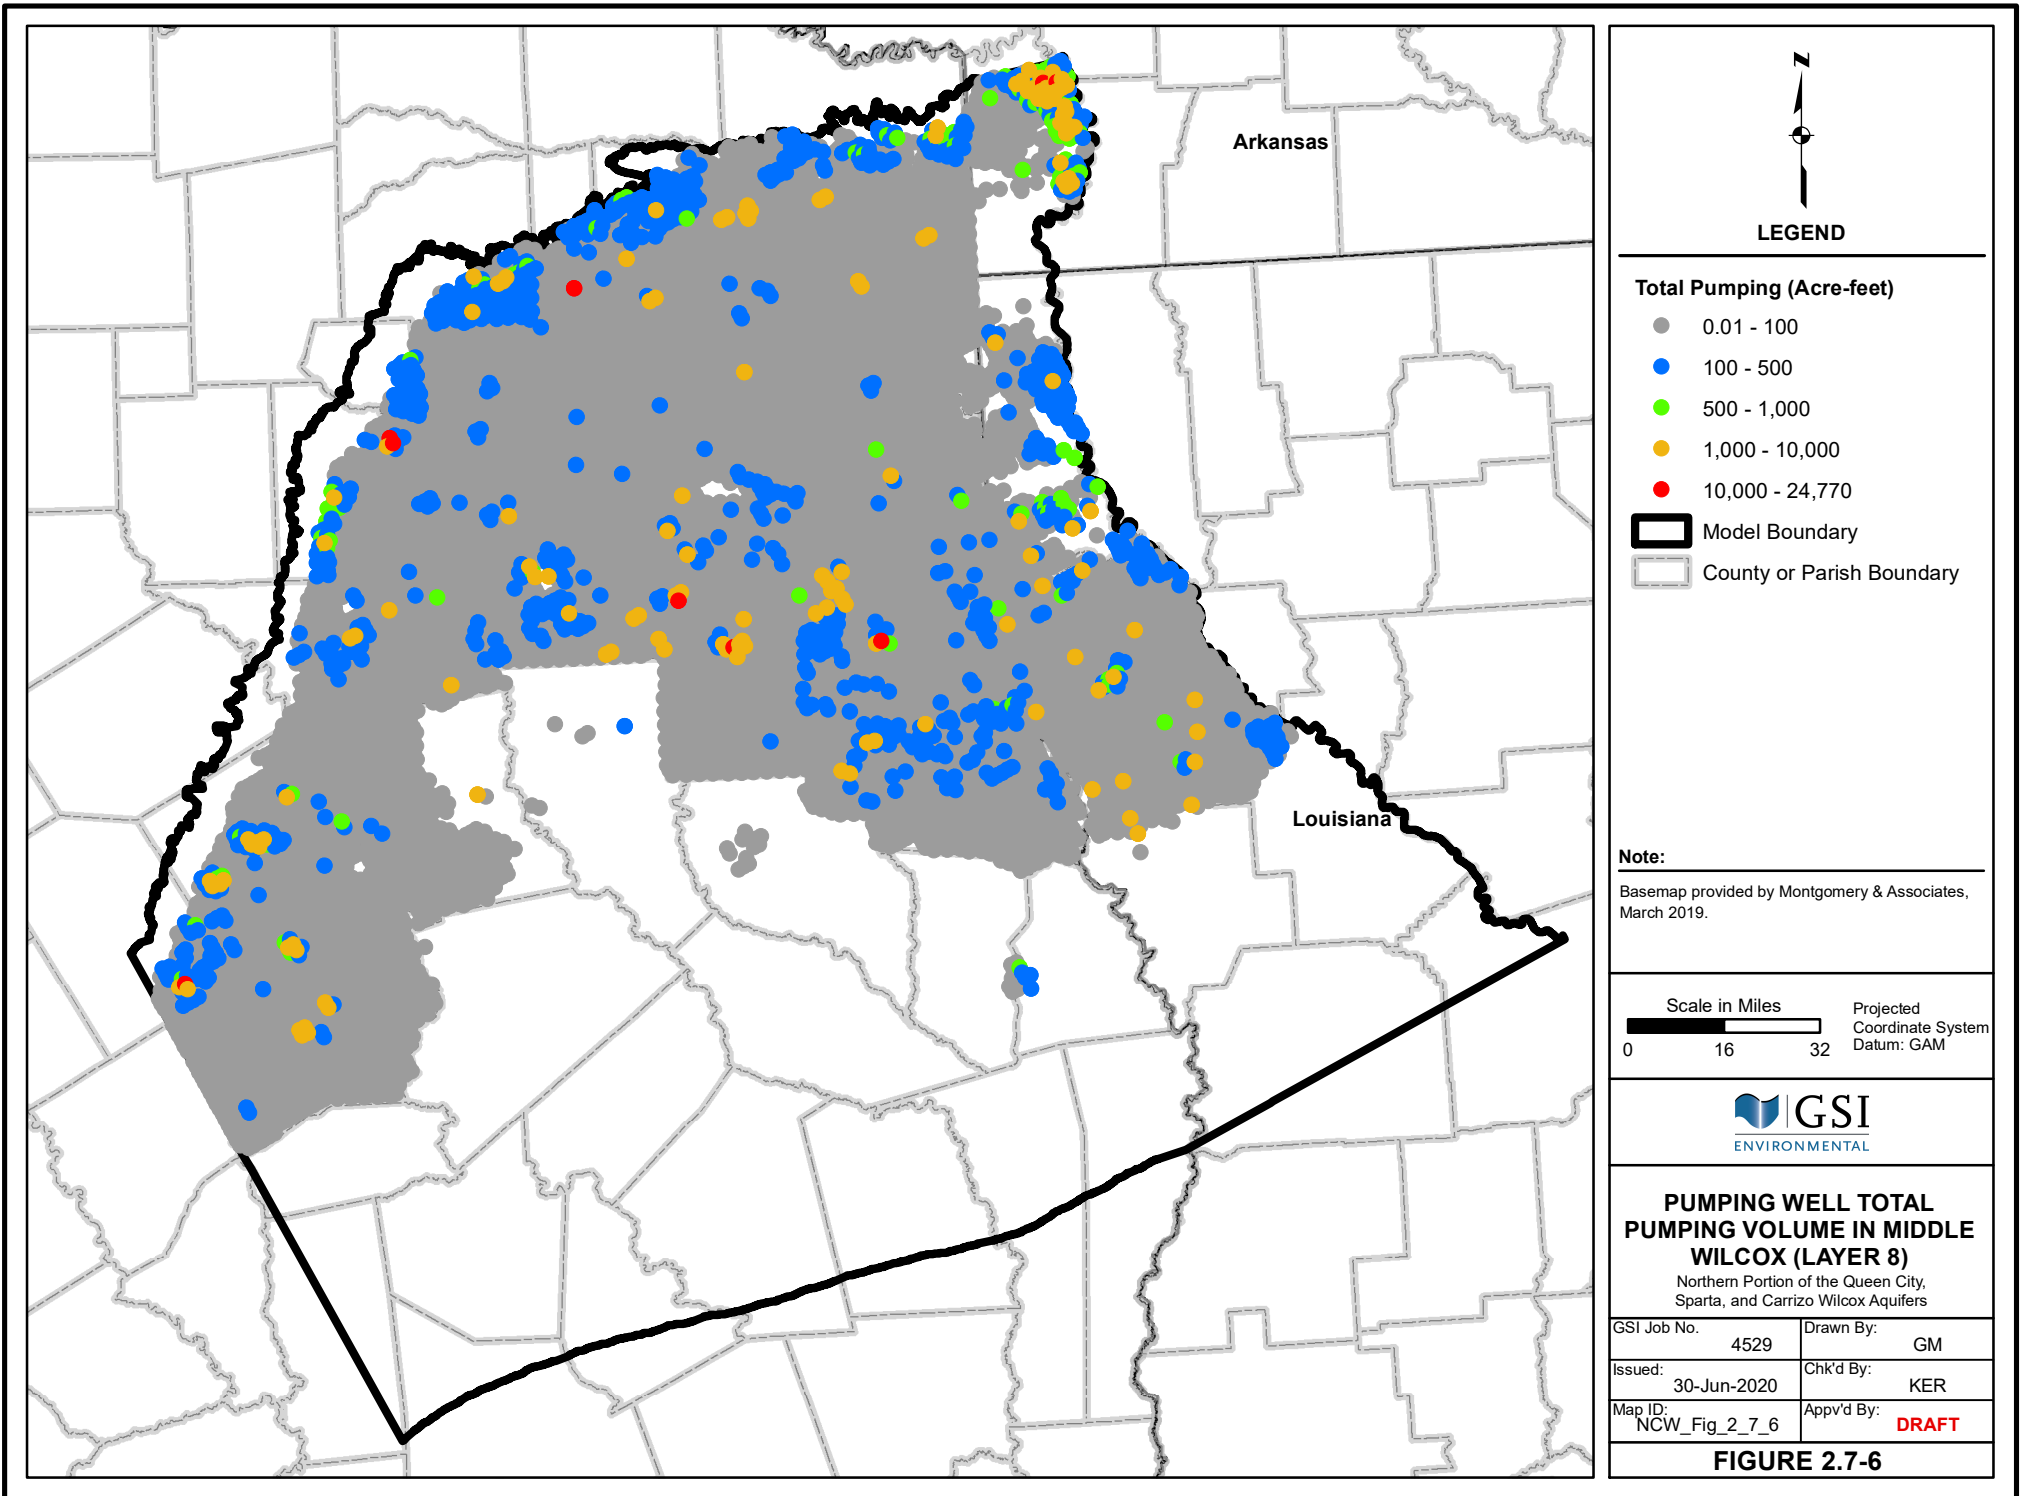 Arkansas
Louisiana
N
LEGEND
Total Pumping (Acre-feet)
0.01 - 100
100 - 500
500 - 1,000
1,000 - 10,000
10,000 - 24,770
Model Boundary
County or Parish Boundary
Note:
Basemap provided by Montgomery & Associates,
March 2019.
Scale in Miles
0 16 32
Projected
Coordinate System
Datum: GAM
GSI
ENVIRONMENTAL
PUMPING WELL TOTAL
PUMPING VOLUME IN MIDDLE
WILCOX (LAYER 8)
Northern Portion of the Queen City,
Sparta, and Carrizo Wilcox Aquifers
GSI Job No. 4529
Drawn By: GM
Issued: 30-Jun-2020
Chk'd By: KER
Map ID: NCW_Fig_2_7_6
Appv'd By: DRAFT
FIGURE 2.7-6